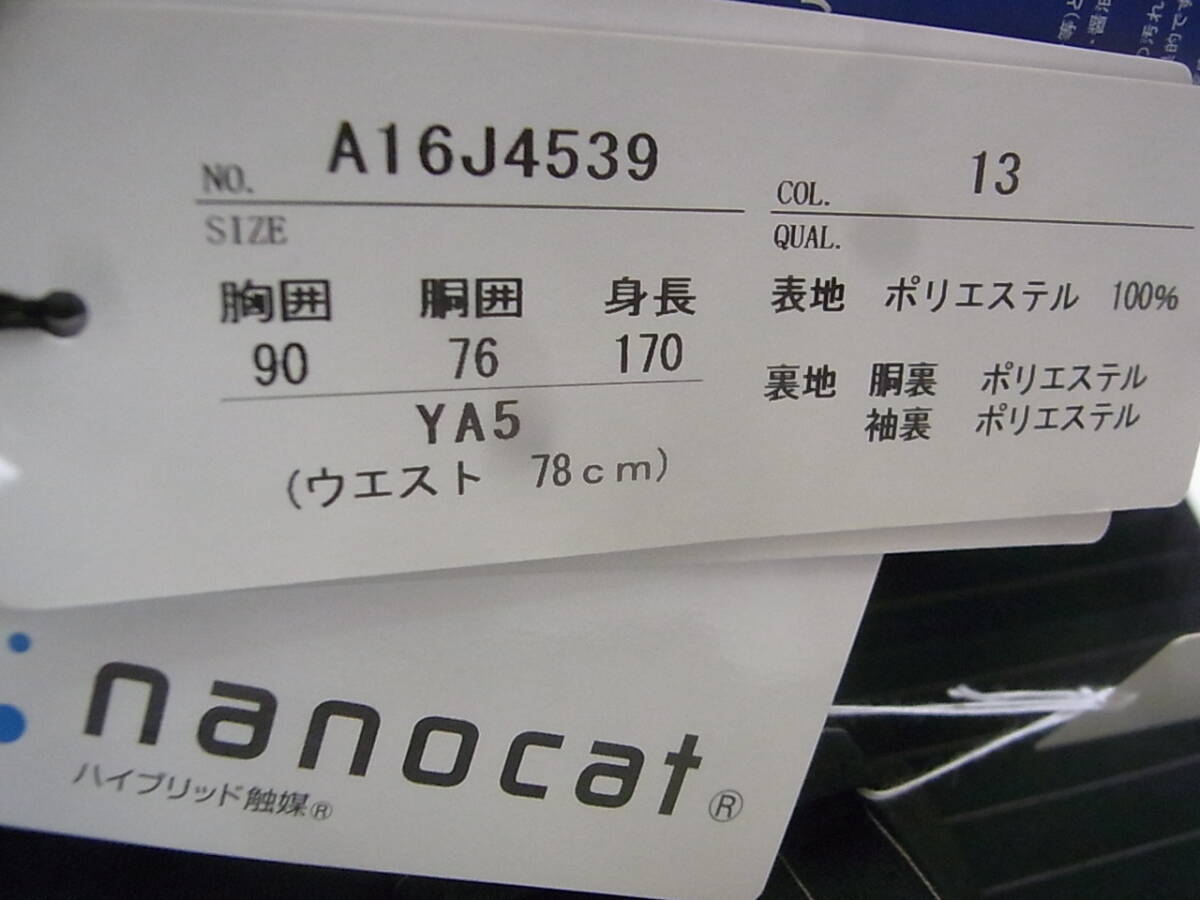 NO. A16J4539
COL. 13
SIZE
QUAL.
胸囲 胴囲 身長
90 76 170
YA5
(ウエスト 78cm)
表地 ポリエステル 100%
裏地 胴裏 ポリエステル
袖裏 ポリエステル
nanocat®
ハイブリッド触媒®